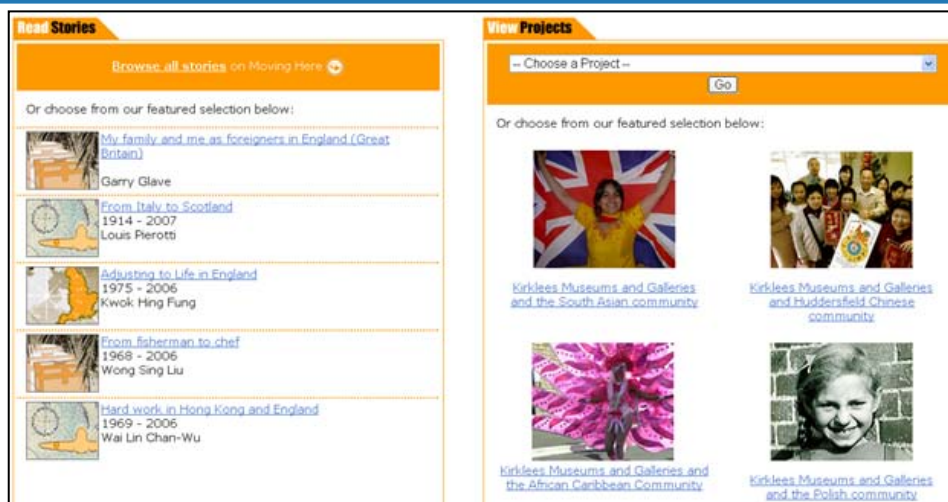 Read Stories
Browse all stories on Moving Here
Or choose from our featured selection below:
My family and me as foreigners in England (Great
Britain)
Garry Glave
From Italy to Scotland
1914 - 2007
Louis Pierotti
Adjusting to Life in England
1975 - 2006
Kwok Hing Fung
From fisherman to chef
1968 - 2006
Wong Sing Liu
Hard work in Hong Kong and England
1969 - 2006
Wai Lin Chan-Wu
View Projects
-- Choose a Project --
Go
Or choose from our featured selection below:
Kirklees Museums and Galleries
and the South Asian community
Kirklees Museums and Galleries
and Huddersfield Chinese
community
Kirklees Museums and Galleries and
the African Caribbean Community
Kirklees Museums and Galleries
and the Polish community